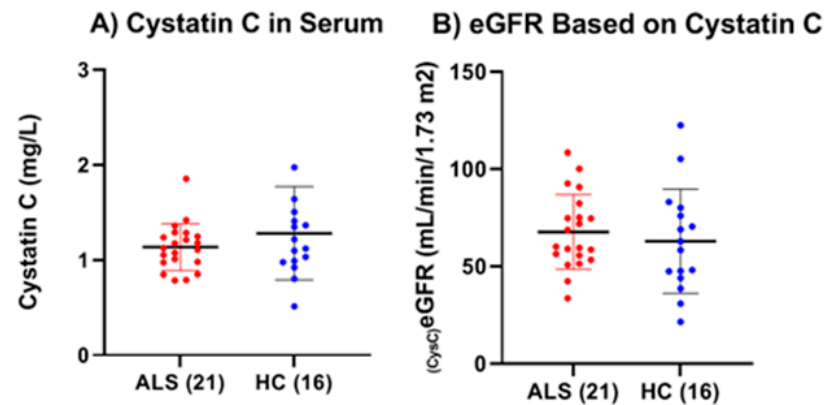 A) Cystatin C in Serum
Cystatin C (mg/L)
3
2
1
0
ALS (21)
HC (16)
B) eGFR Based on Cystatin C
(CysC)eGFR (mL/min/1.73 m2)
150
100
50
0
ALS (21)
HC (16)